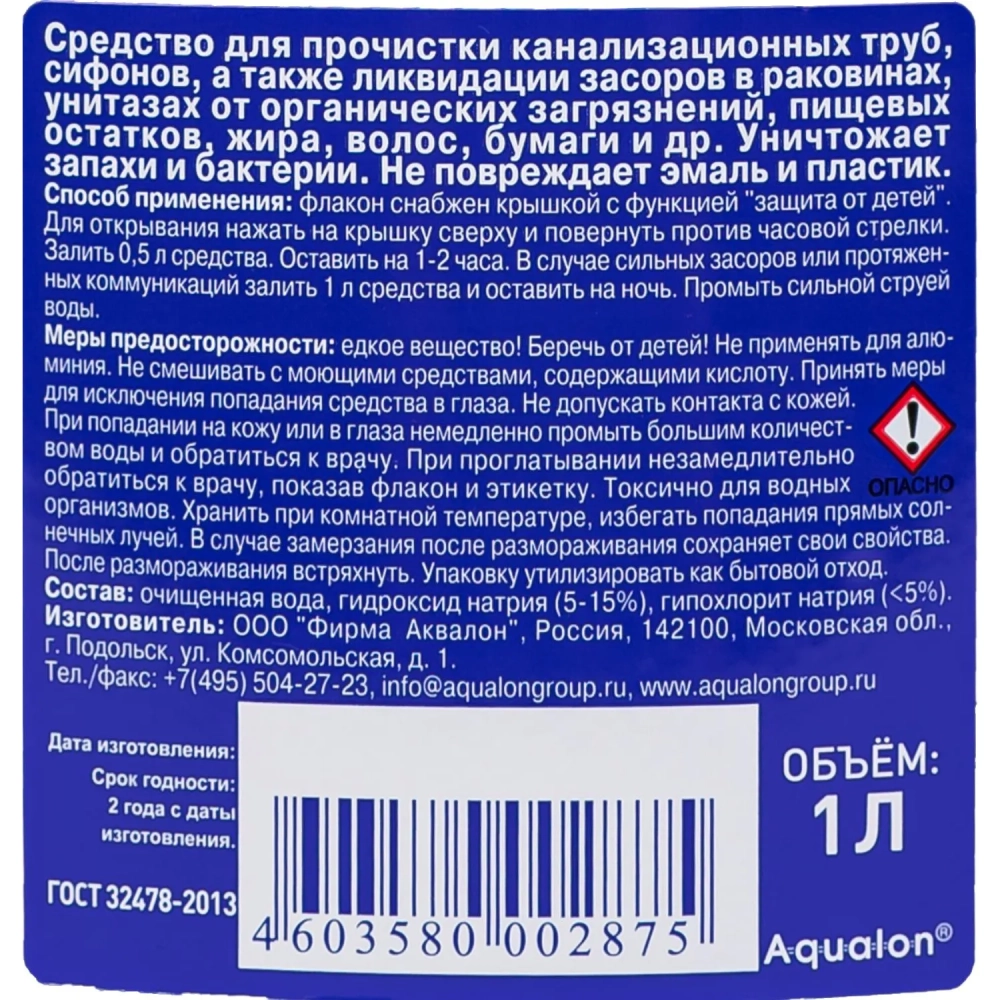 Средство для прочистки канализационных труб,
сифонов, а также ликвидации засоров в раковинах,
унитазах от органических загрязнений, пищевых
остатков, жира, волос, бумаги и др. Уничтожает
запахи и бактерии. Не повреждает эмаль и пластик.
Способ применения: флакон снабжен крышкой с функцией "защита от детей".
Для открывания нажать на крышку сверху и повернуть против часовой стрелки.
Залить 0,5 л средства. Оставить на 1-2 часа. В случае сильных засоров или протяжен-
ных коммуникаций залить 1 л средства и оставить на ночь. Промыть сильной струей
воды.
Меры предосторожности: едкое вещество! Беречь от детей! Не применять для алю-
миния. Не смешивать с моющими средствами, содержащими кислоту. Принять меры
для исключения попадания средства в глаза. Не допускать контакта с кожей.
При попадании на кожу или в глаза немедленно промыть большим количест-
вом воды и обратиться к врачу. При проглатывании незамедлительно
обратиться к врачу, показав флакон и этикетку. Токсично для водных
организмов. Хранить при комнатной температуре, избегать попадания прямых сол-
нечных лучей. В случае замерзания после размораживания сохраняет свои свойства.
После размораживания встряхнуть. Упаковку утилизировать как бытовой отход.
ОПАСНО
Состав: очищенная вода, гидроксид натрия (5-15%), гипохлорит натрия (<5%).
Изготовитель: ООО "Фирма Аквалон", Россия, 142100, Московская обл.,
г. Подольск, ул. Комсомольская, д. 1.
Тел./факс: +7(495) 504-27-23, info@aqualongroup.ru, www.aqualongroup.ru
Дата изготовления:
Срок годности:
2 года с даты
изготовления.
ГОСТ 32478-2013
4 603580 002875
ОБЪЁМ:
1 Л
Aqualon®